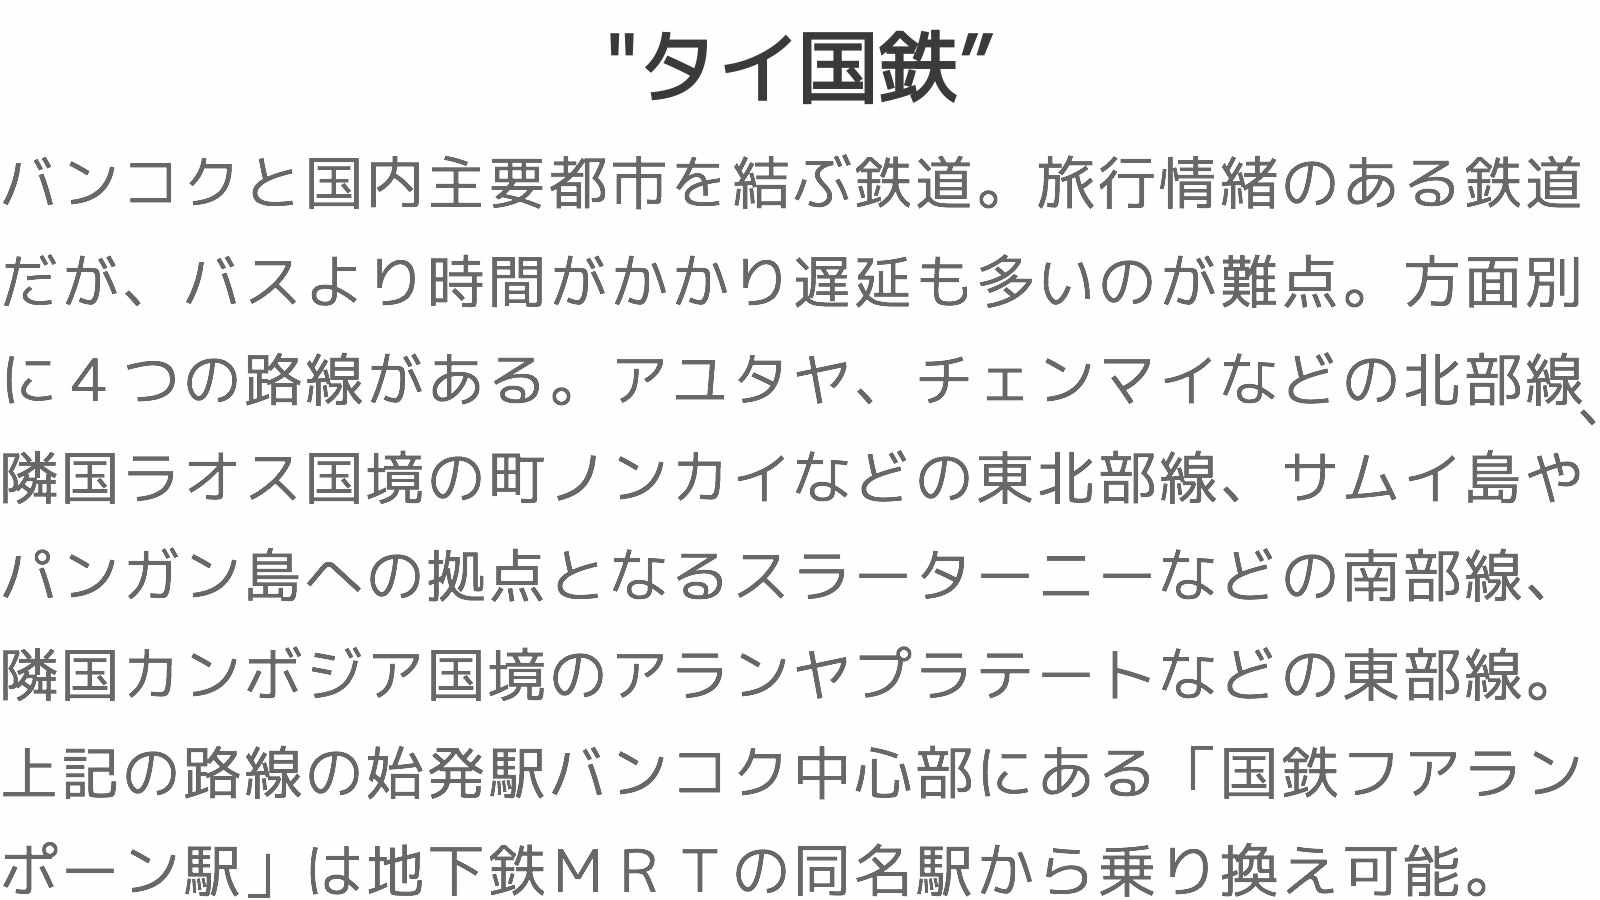 "タイ国鉄”
バンコクと国内主要都市を結ぶ鉄道。旅行情緒のある鉄道
だが、バスより時間がかかり遅延も多いのが難点。方面別
に４つの路線がある。アユタヤ、チェンマイなどの北部線、
隣国ラオス国境の町ノンカイなどの東北部線、サムイ島や
パンガン島への拠点となるスラーターニーなどの南部線、
隣国カンボジア国境のアランヤプラテートなどの東部線。
上記の路線の始発駅バンコク中心部にある「国鉄フアラン
ポーン駅」は地下鉄ＭＲＴの同名駅から乗り換え可能。